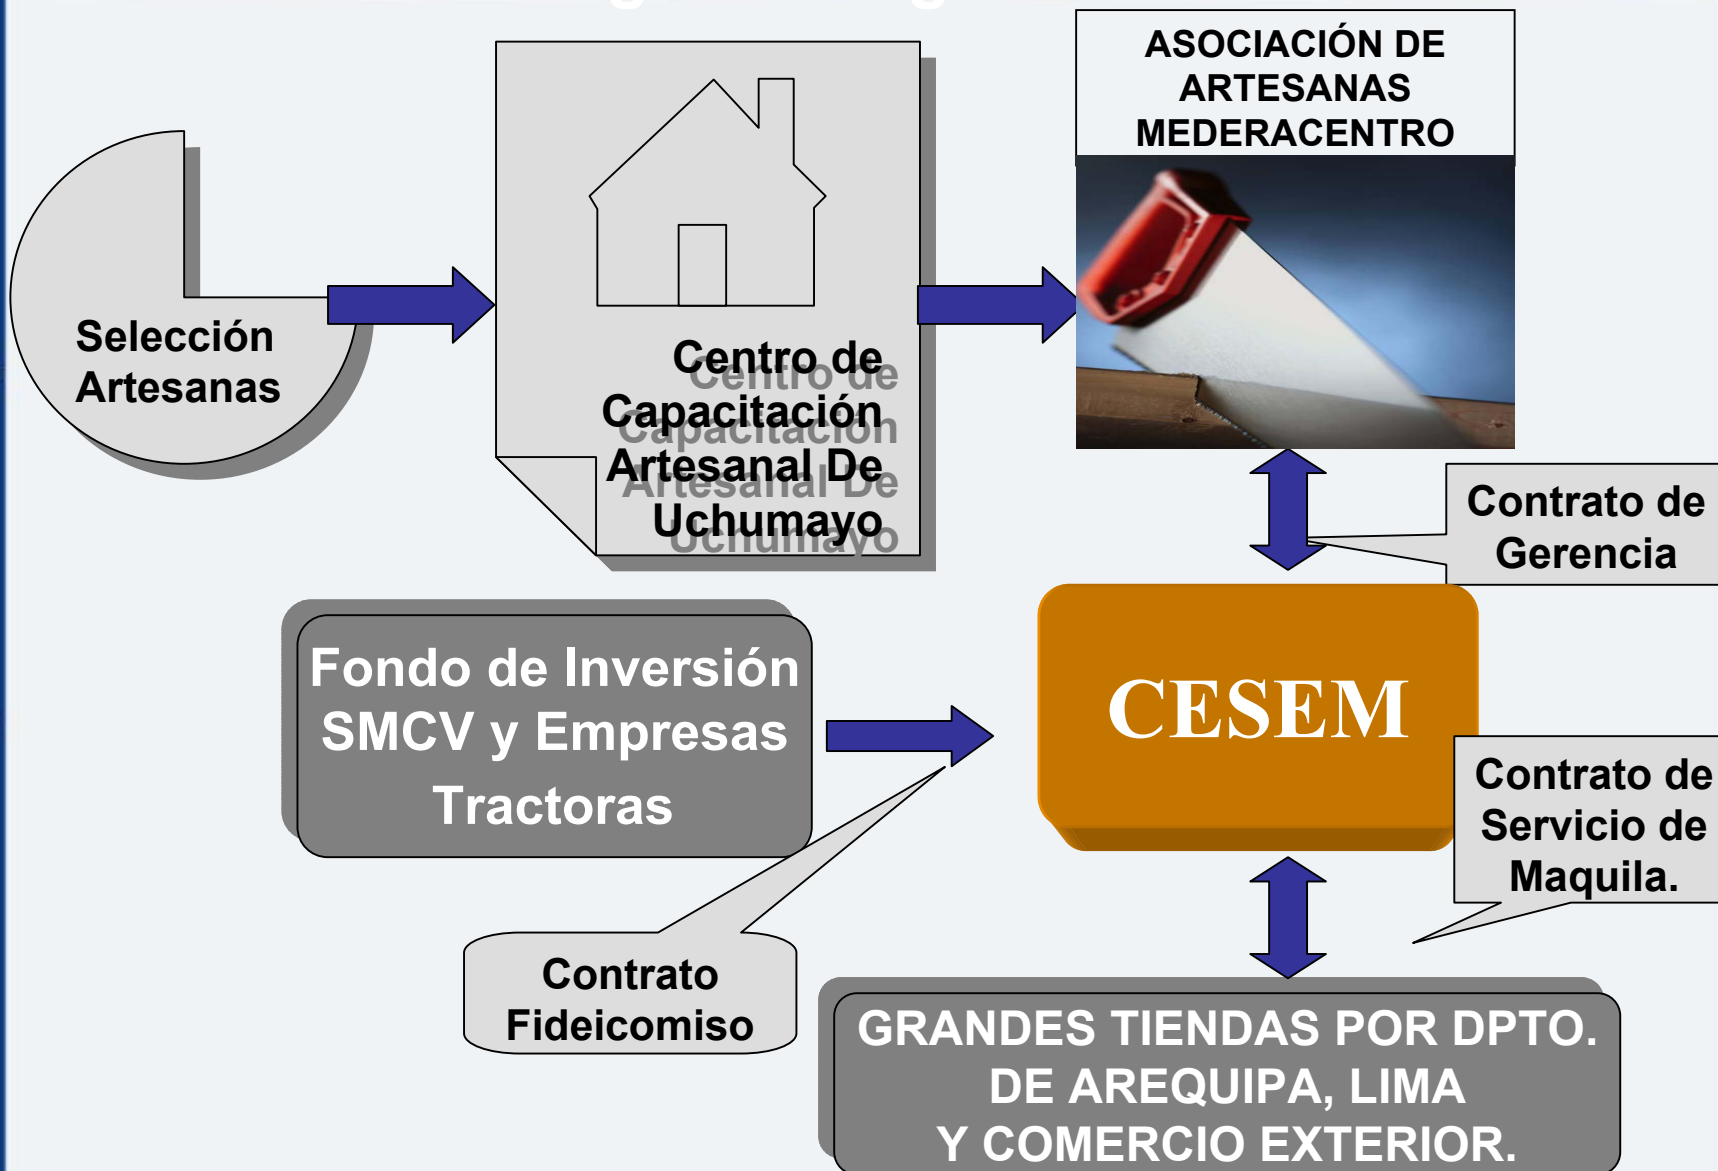 ASOCIACIÓN DE
ARTESANAS
MEDERACENTRO
Selección
Artesanas
Centro de
Capacitación
Artesanal De
Uchumayo
Contrato de
Gerencia
Fondo de Inversión
SMCV y Empresas
Tractoras
CESEM
Contrato de
Servicio de
Maquila.
Contrato
Fideicomiso
GRANDES TIENDAS POR DPTO.
DE AREQUIPA, LIMA
Y COMERCIO EXTERIOR.